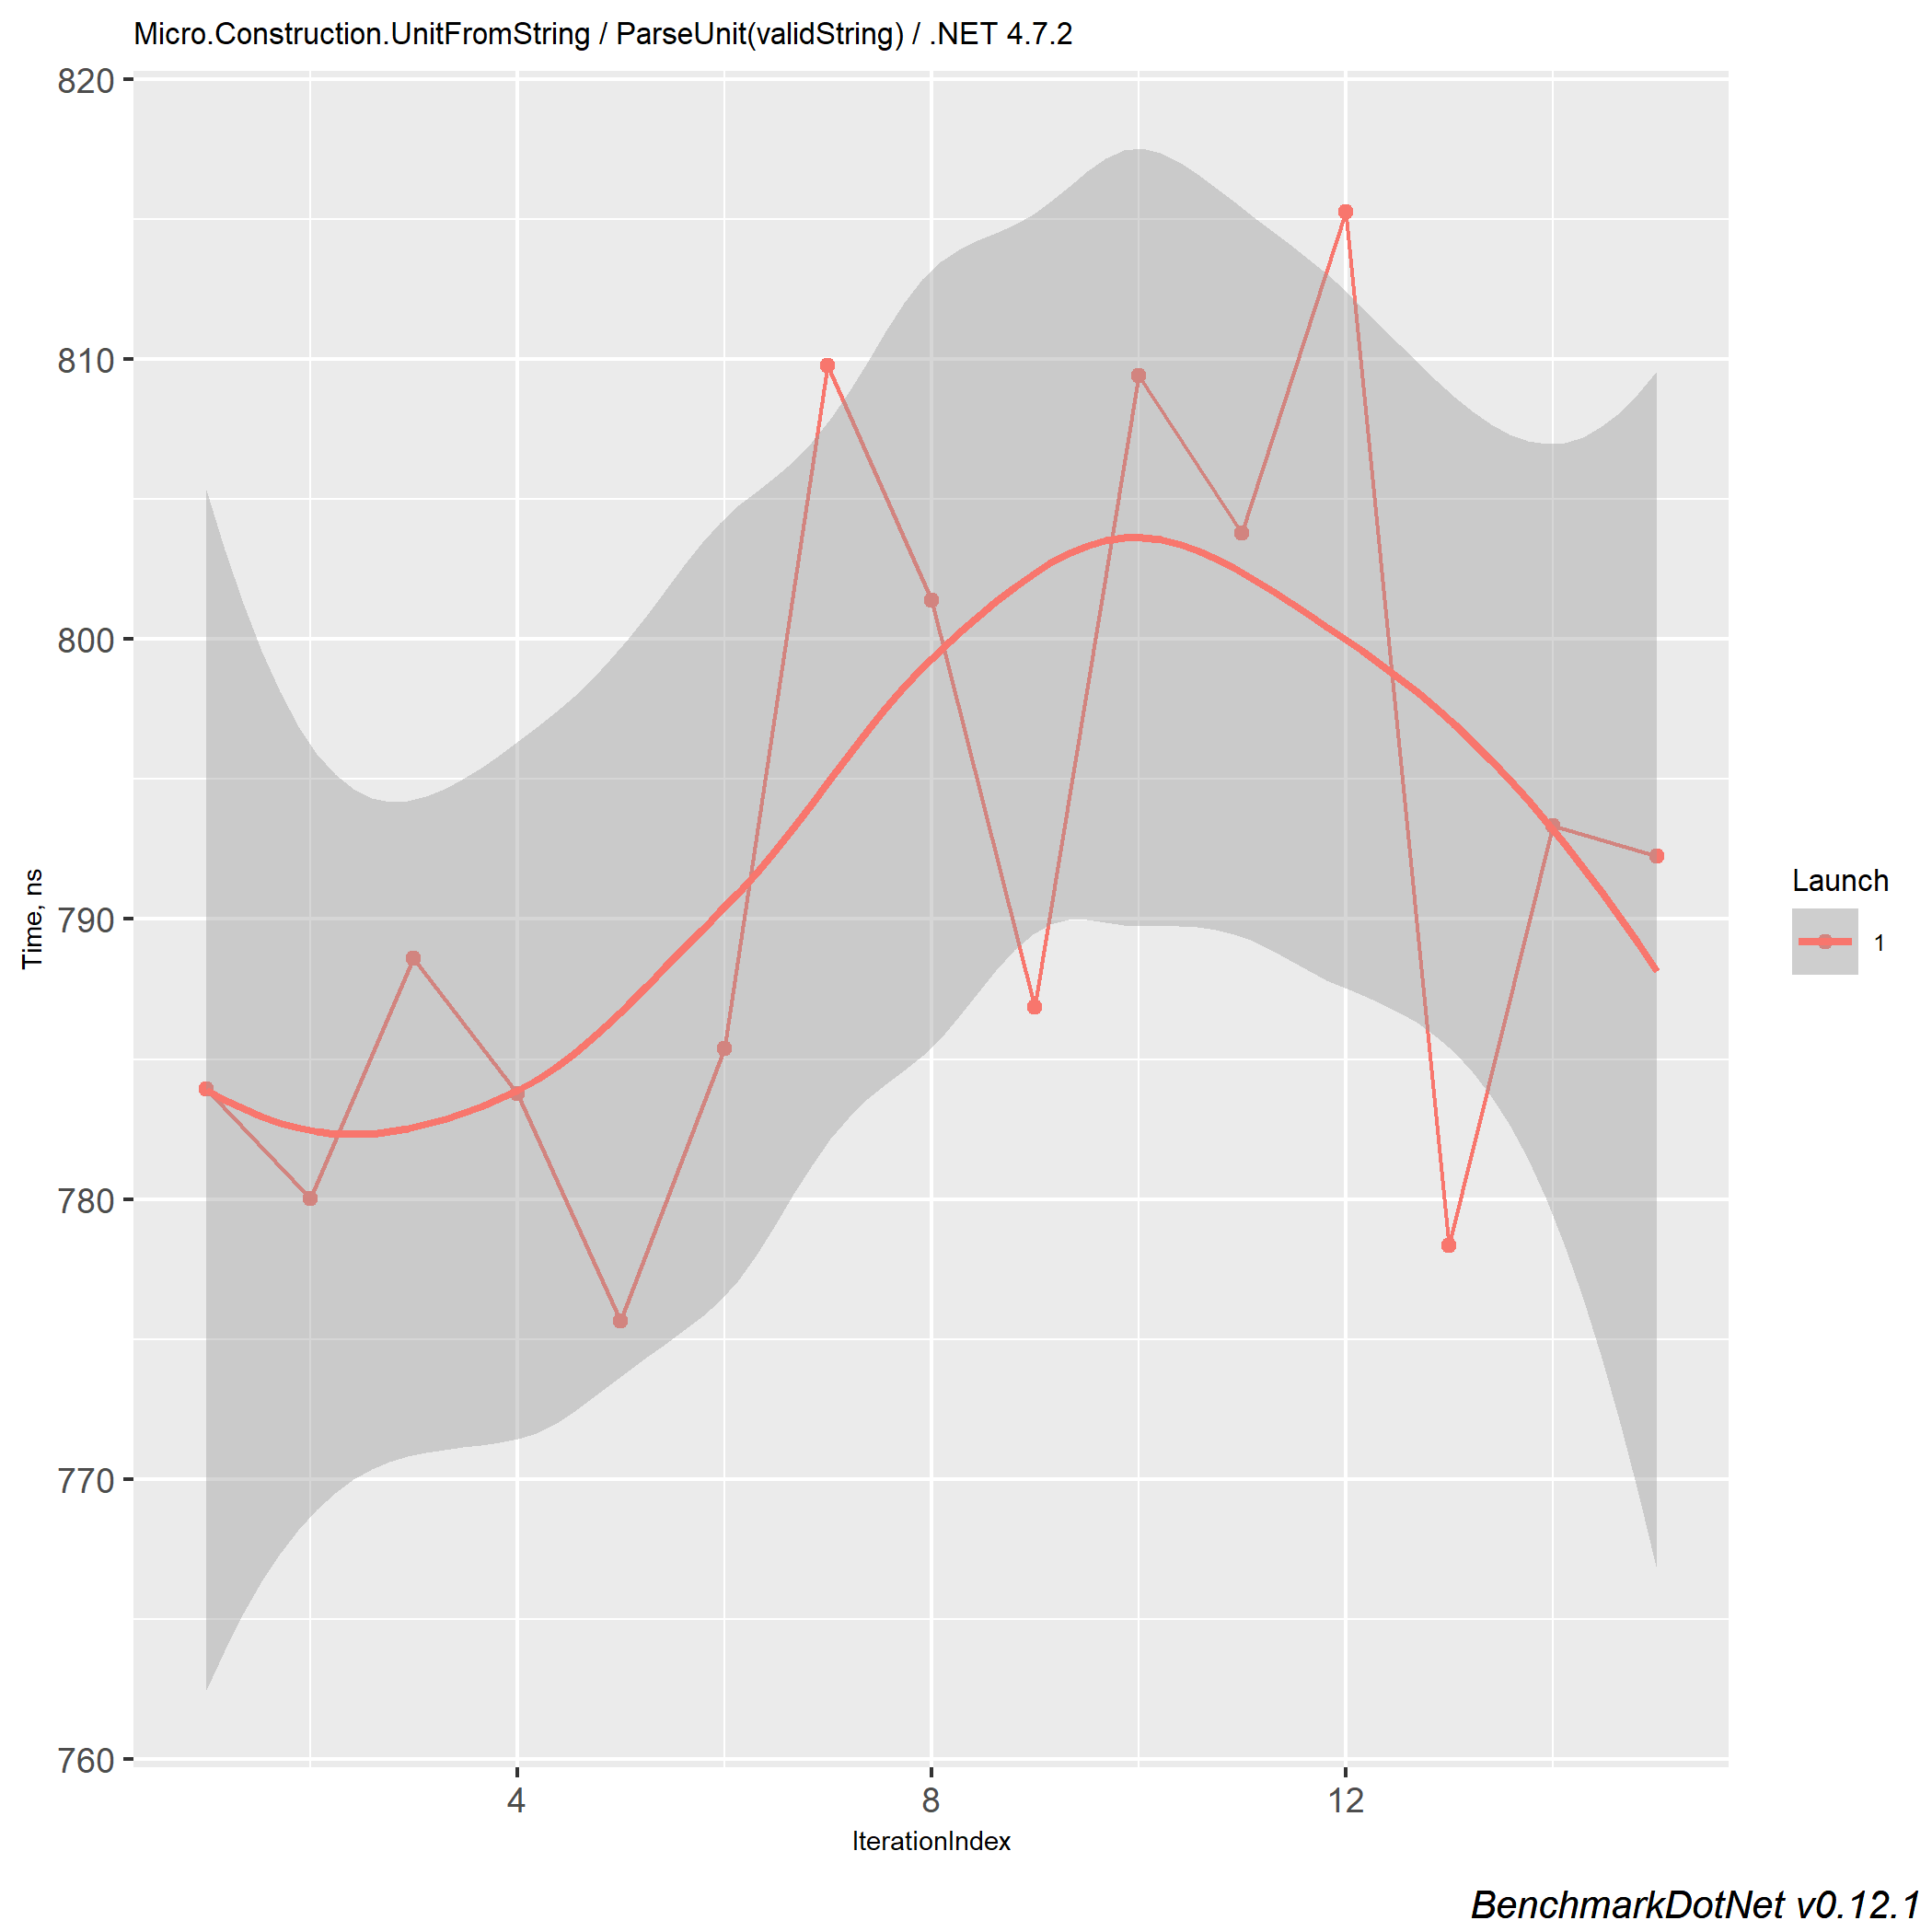 Micro.Construction.UnitFromString / ParseUnit(validString) / .NET 4.7.2
820
810
800
790
780
770
760
Time, ns
4 8 12
IterationIndex
Launch
1
BenchmarkDotNet v0.12.1